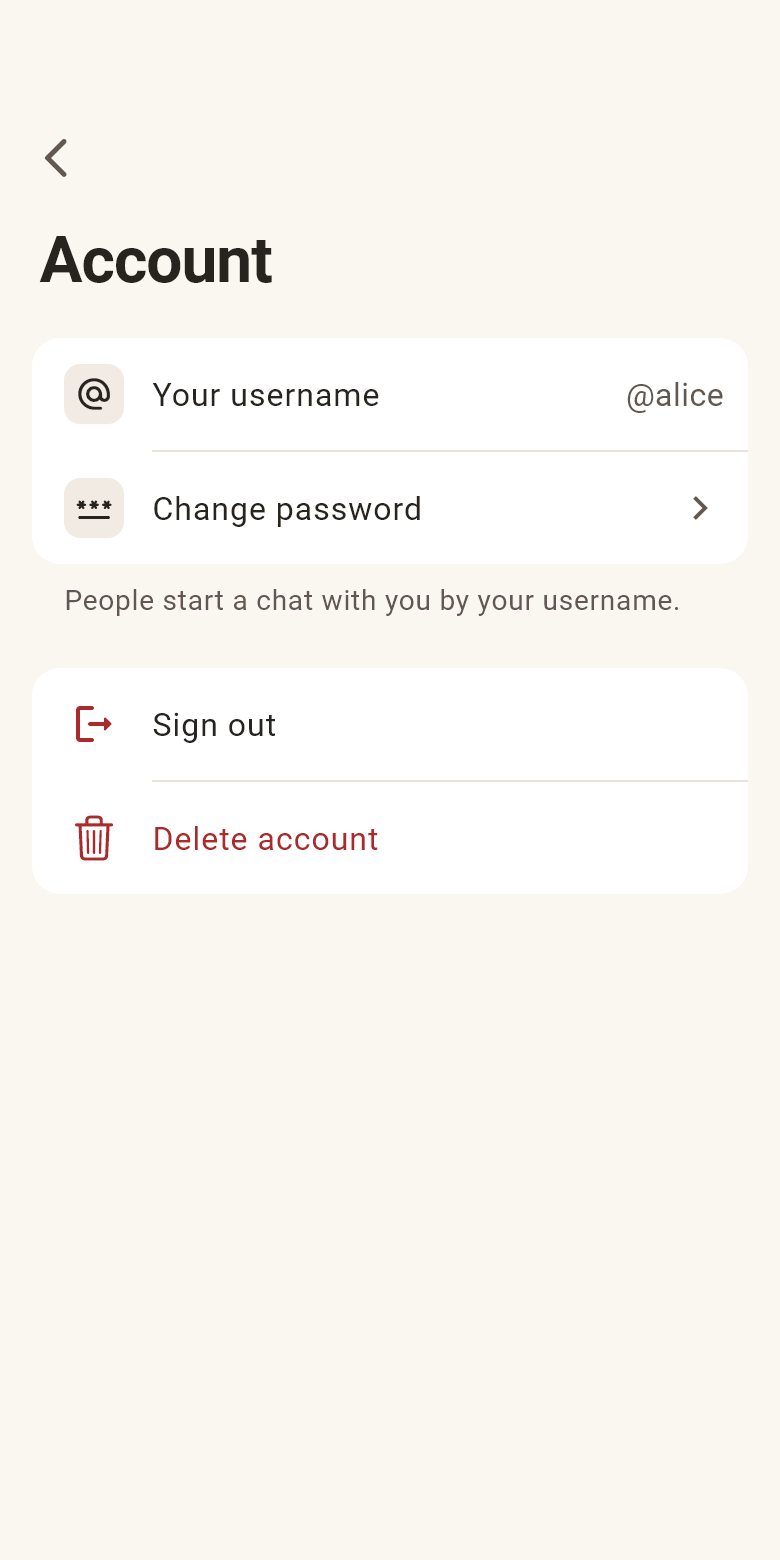 Account
Your username @alice
Change password
People start a chat with you by your username.
Sign out
Delete account